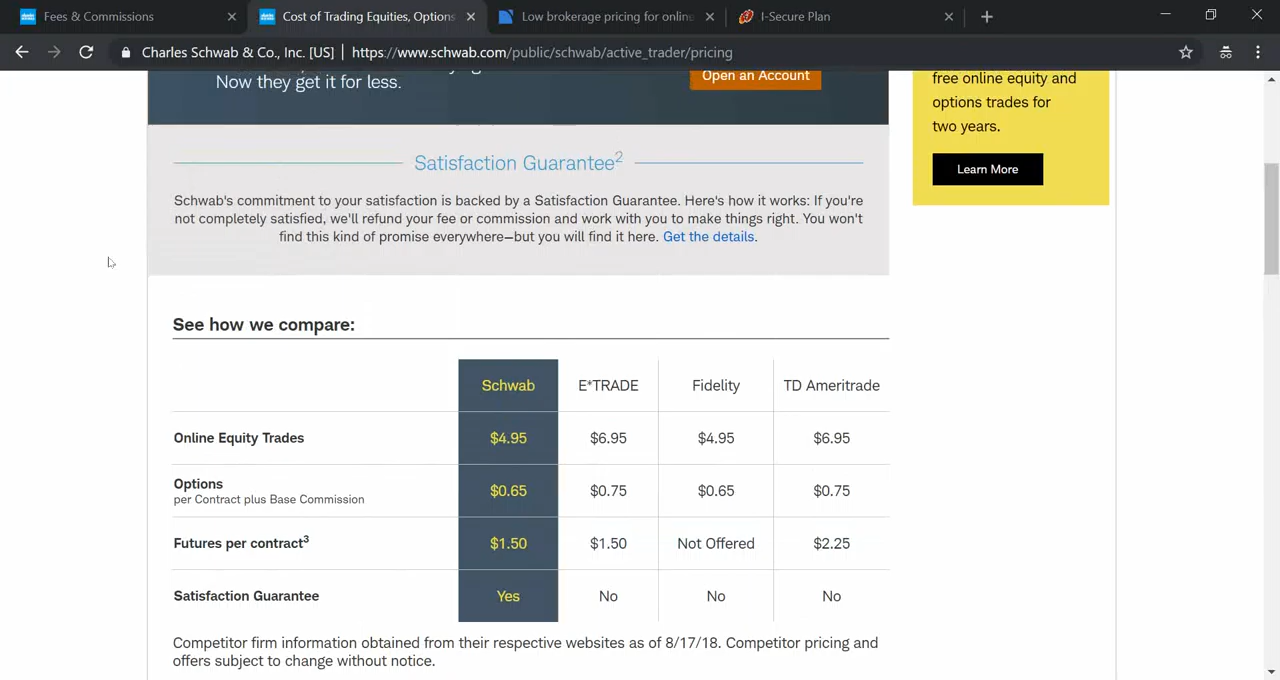 Fees & Commissions
Cost of Trading Equities, Options
Low brokerage pricing for online
I-Secure Plan
Charles Schwab & Co., Inc. [US] | https://www.schwab.com/public/schwab/active_trader/pricing
Now they get it for less.
Open an Account
free online equity and
options trades for
two years.
Learn More
Satisfaction Guarantee2
Schwab's commitment to your satisfaction is backed by a Satisfaction Guarantee. Here's how it works: If you're
not completely satisfied, we'll refund your fee or commission and work with you to make things right. You won't
find this kind of promise everywhere—but you will find it here. Get the details.
See how we compare:
Schwab E*TRADE Fidelity TD Ameritrade
Online Equity Trades $4.95 $6.95 $4.95 $6.95
Options
per Contract plus Base Commission $0.65 $0.75 $0.65 $0.75
Futures per contract3 $1.50 $1.50 Not Offered $2.25
Satisfaction Guarantee Yes No No No
Competitor firm information obtained from their respective websites as of 8/17/18. Competitor pricing and
offers subject to change without notice.